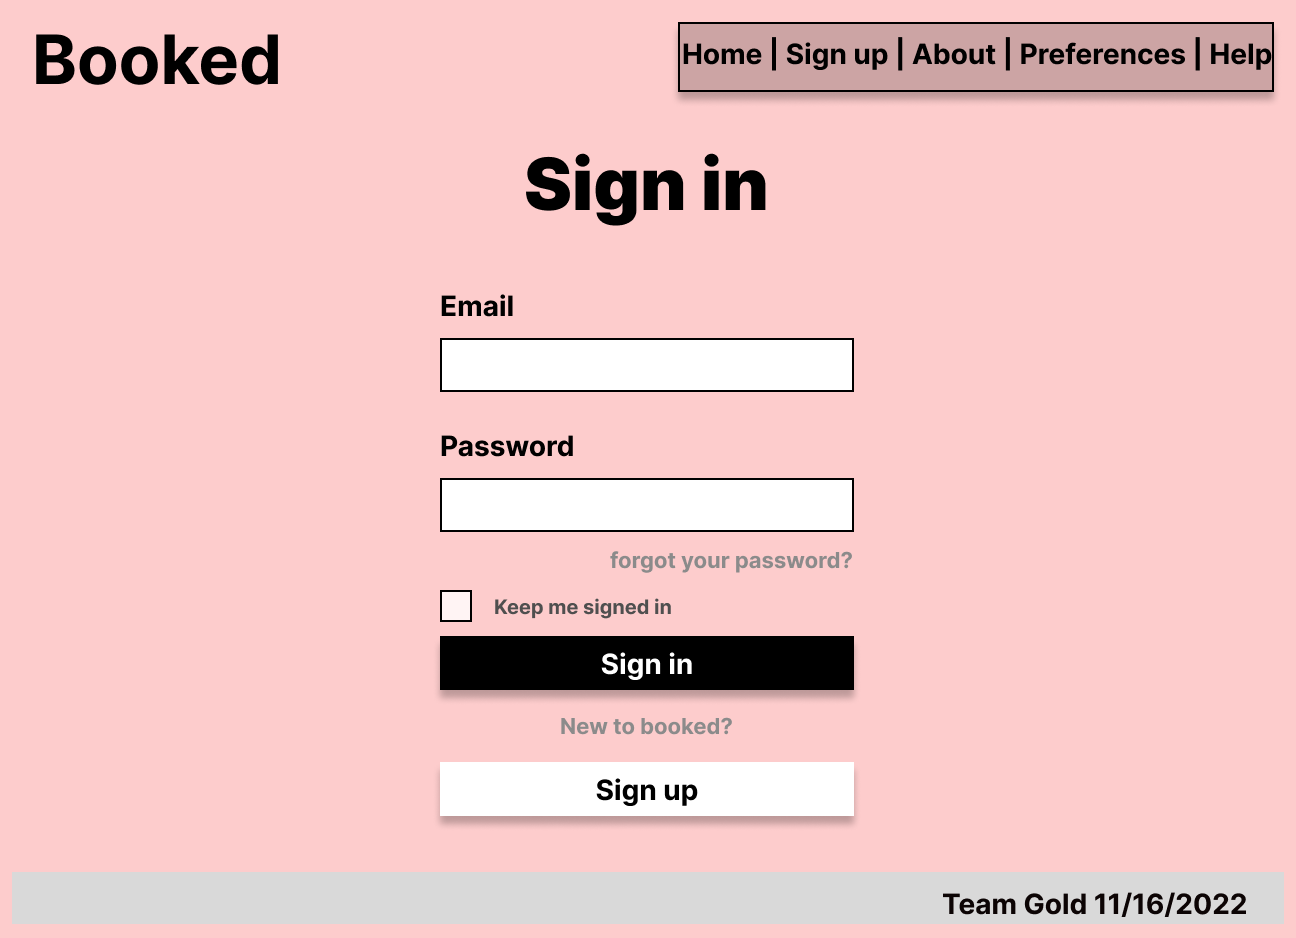 Booked
Home | Sign up | About | Preferences | Help
Sign in
Email
Password
forgot your password?
Keep me signed in
Sign in
New to booked?
Sign up
Team Gold 11/16/2022